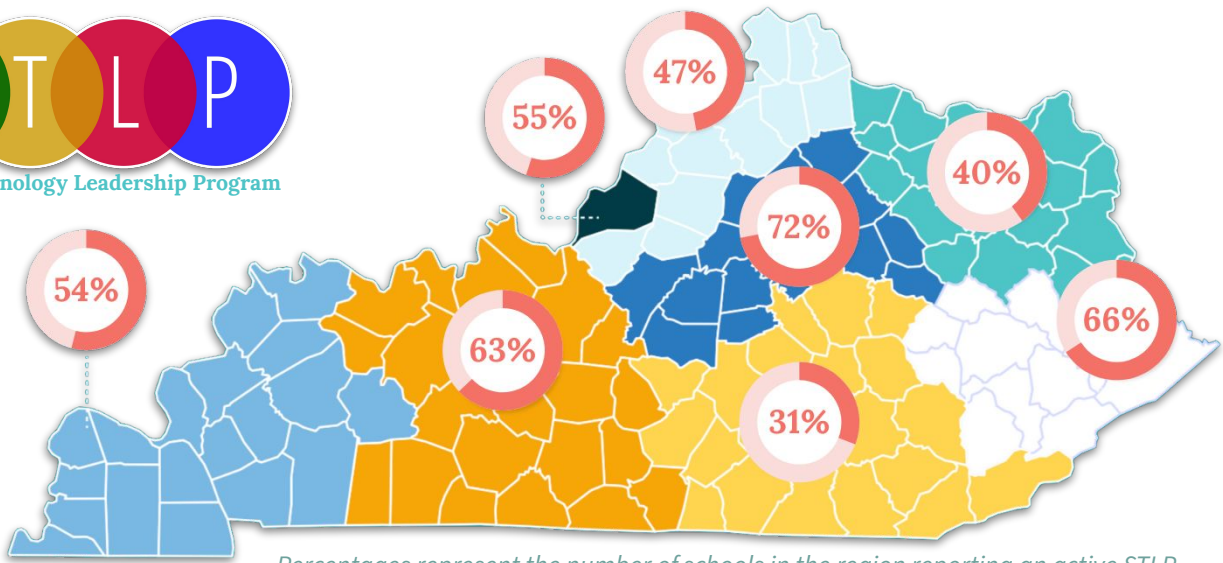 T L P
nology Leadership Program
47%
55%
40%
72%
54%
66%
63%
31%
Percentages represent the number of schools in the region reporting an active STLP